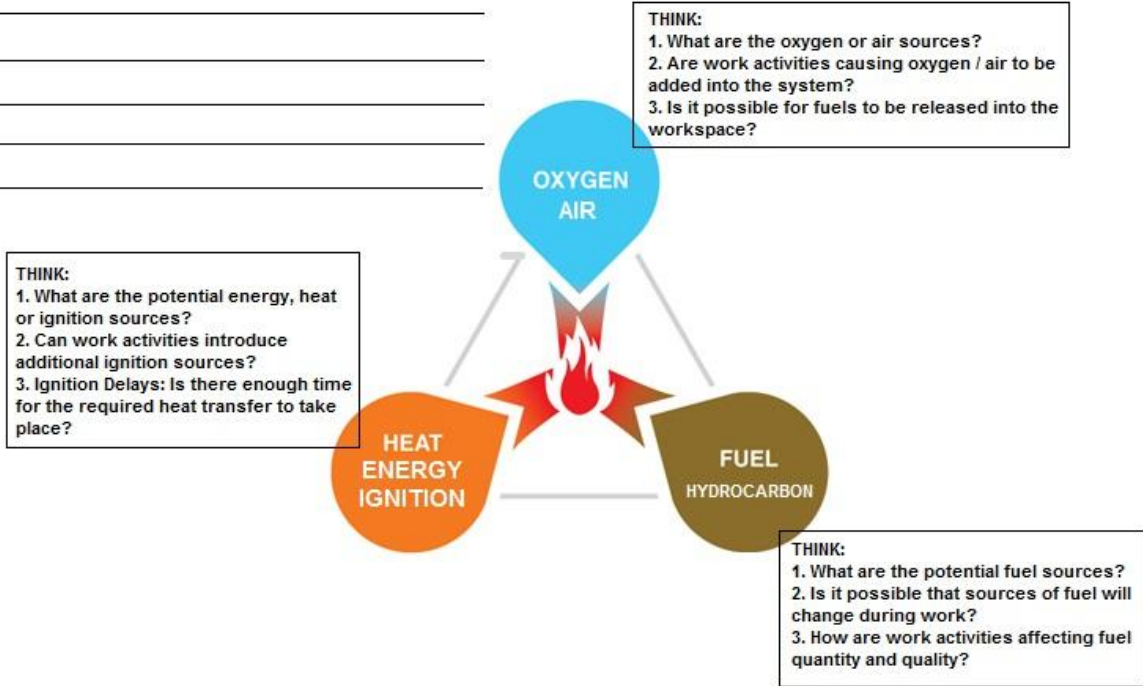 THINK:
1. What are the oxygen or air sources?
2. Are work activities causing oxygen / air to be
added into the system?
3. Is it possible for fuels to be released into the
workspace?
OXYGEN
AIR
THINK:
1. What are the potential energy, heat
or ignition sources?
2. Can work activities introduce
additional ignition sources?
3. Ignition Delays: Is there enough time
for the required heat transfer to take
place?
HEAT
ENERGY
IGNITION
FUEL
HYDROCARBON
THINK:
1. What are the potential fuel sources?
2. Is it possible that sources of fuel will
change during work?
3. How are work activities affecting fuel
quantity and quality?